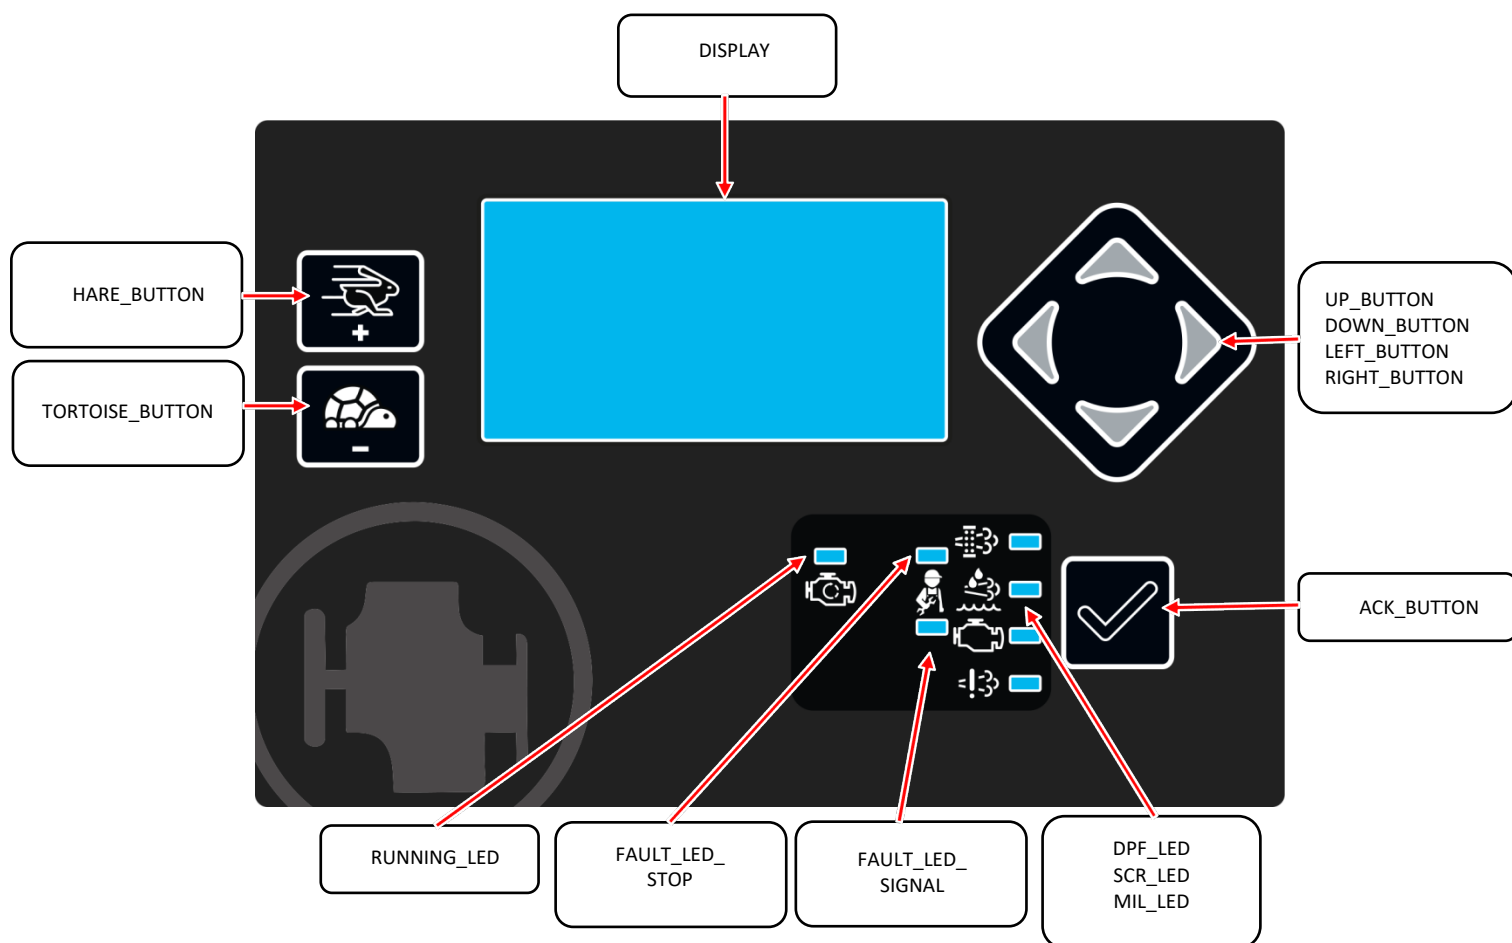 DISPLAY
HARE_BUTTON
+
UP_BUTTON
DOWN_BUTTON
LEFT_BUTTON
RIGHT_BUTTON
TORTOISE_BUTTON
-
ACK_BUTTON
RUNNING_LED
FAULT_LED_
STOP
FAULT_LED_
SIGNAL
DPF_LED
SCR_LED
MIL_LED